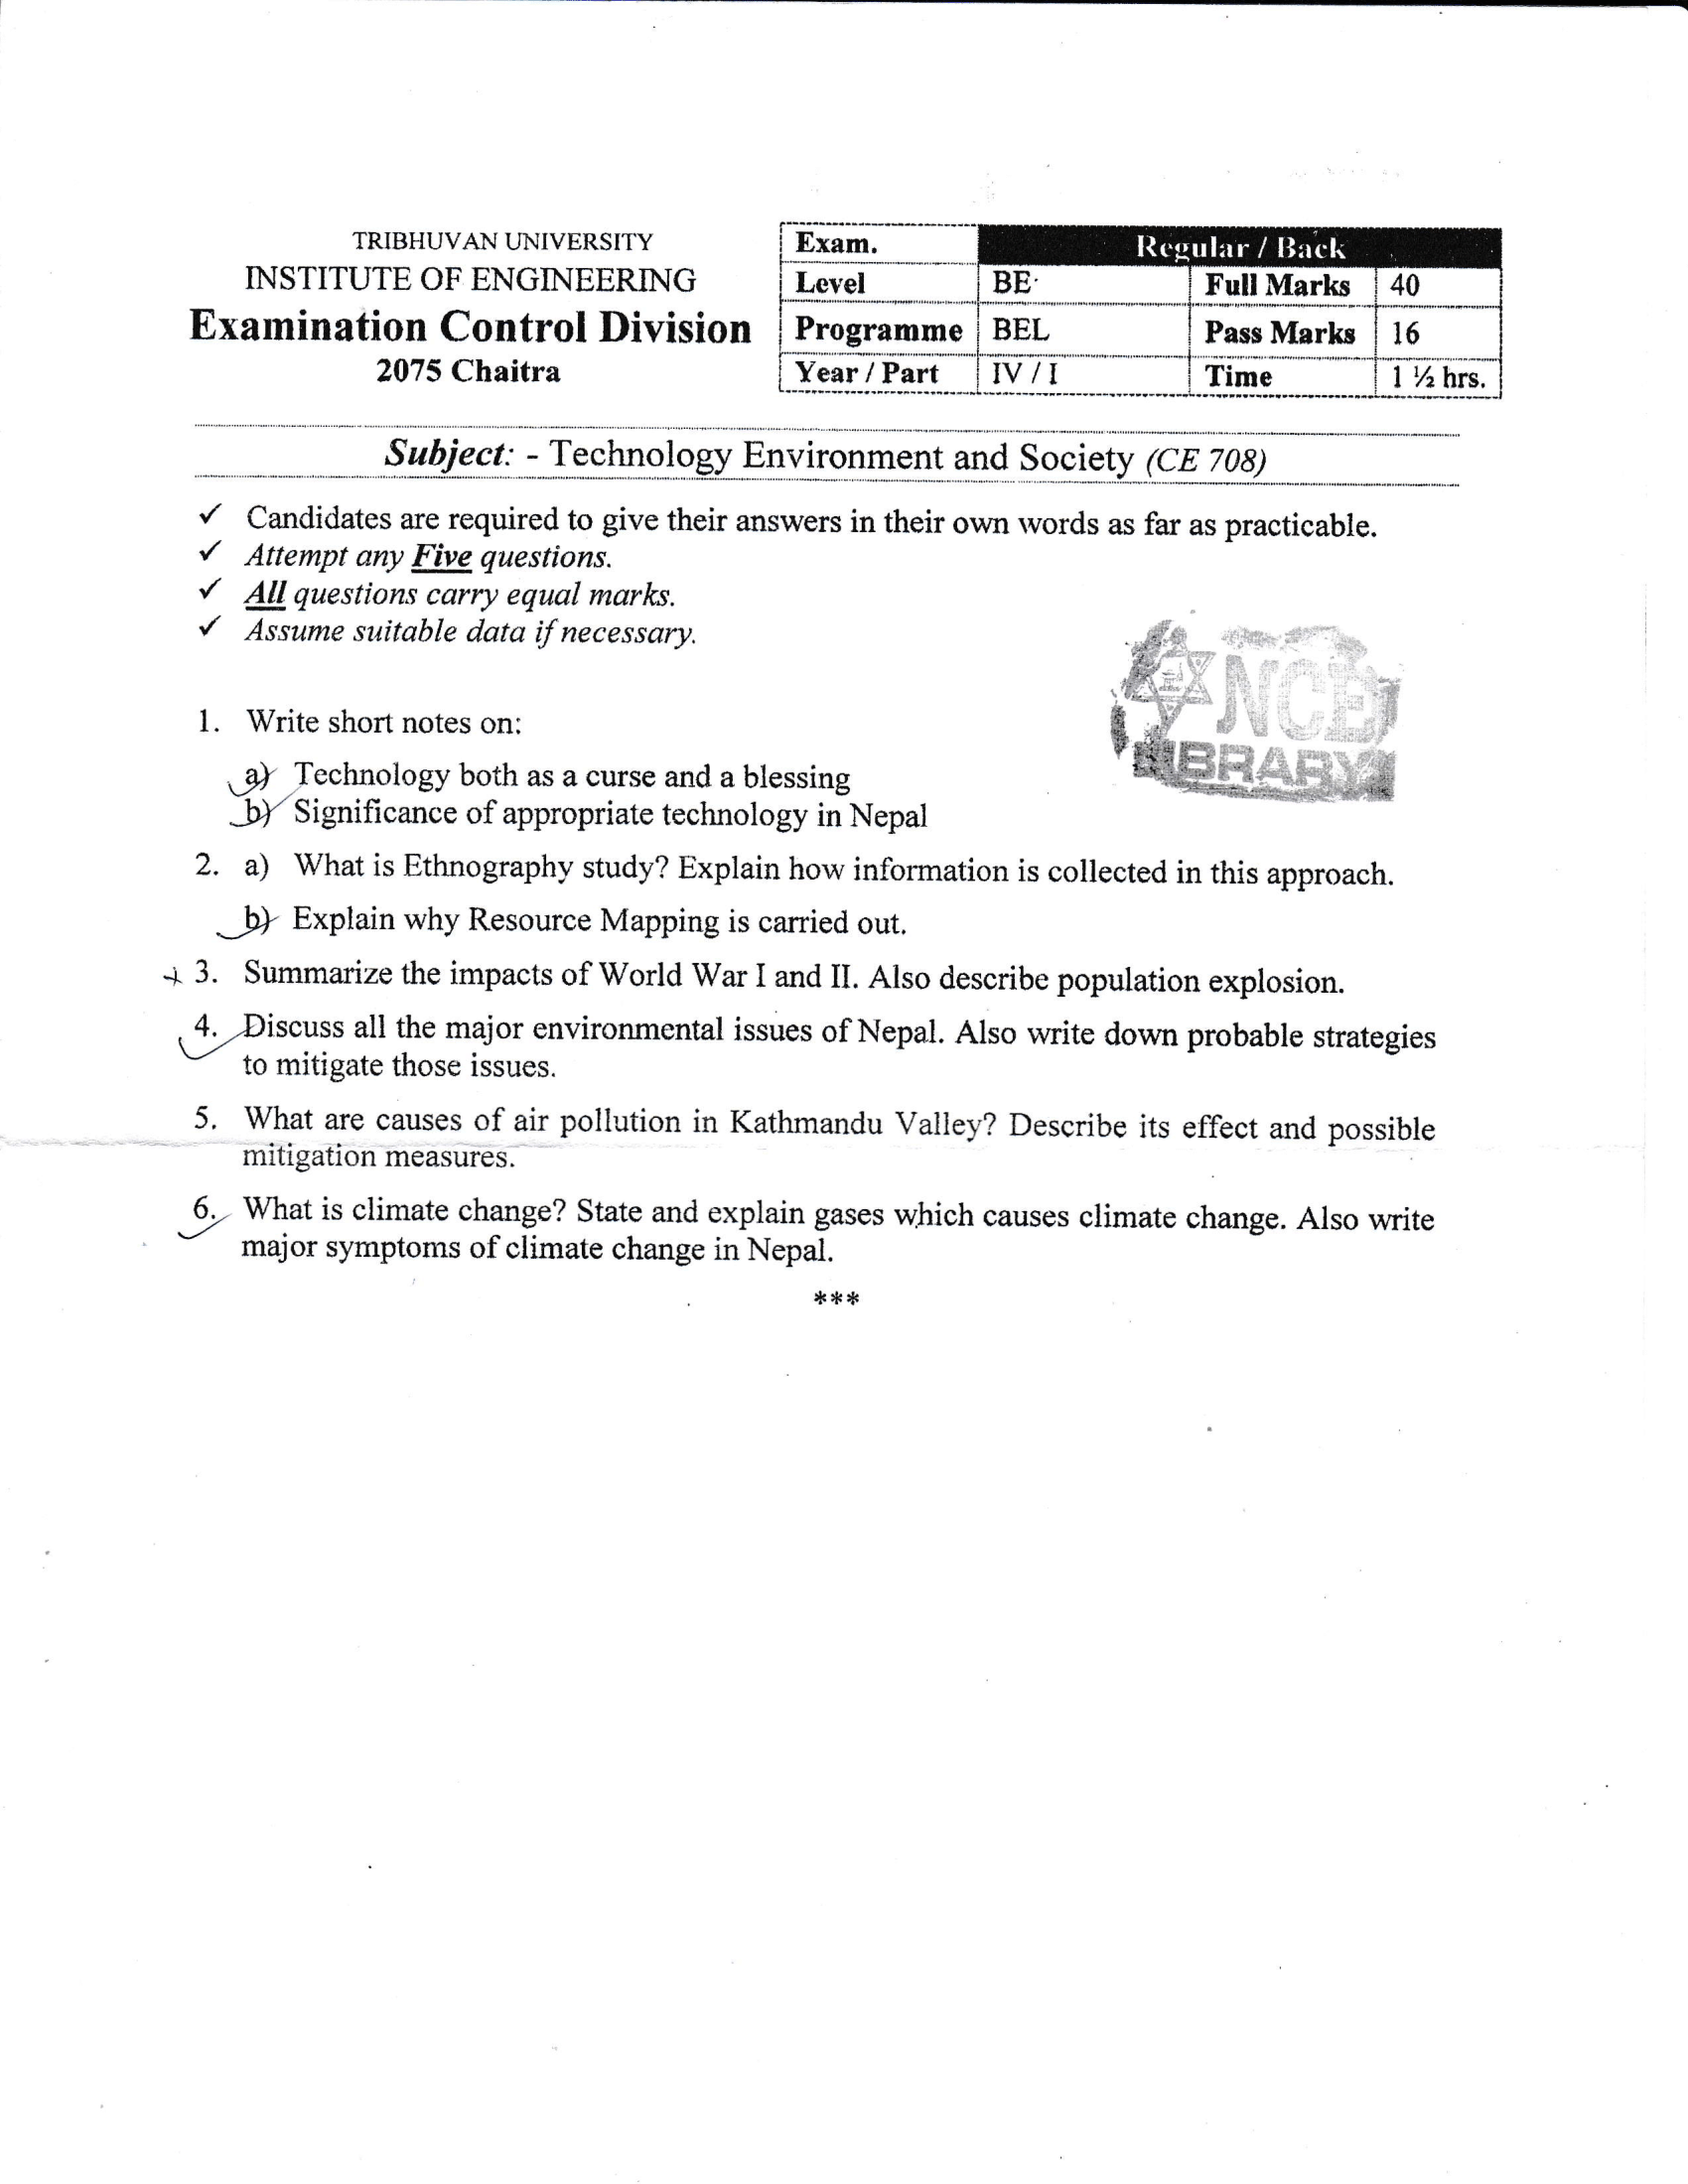 TRIBHUVAN UNIVERSITY
INSTITUTE OF ENGINEERING
Examination Control Division
2075 Chaitra
Exam. Regular / Back
Level BE Full Marks 40
Programme BEL Pass Marks 16
Year / Part IV / I Time 1 ½ hrs.
Subject: - Technology Environment and Society (CE 708)
✓ Candidates are required to give their answers in their own words as far as practicable.
✓ Attempt any Five questions.
✓ All questions carry equal marks.
✓ Assume suitable data if necessary.
NCE
LIBRARY
1. Write short notes on:
a) Technology both as a curse and a blessing
b) Significance of appropriate technology in Nepal
2. a) What is Ethnography study? Explain how information is collected in this approach.
b) Explain why Resource Mapping is carried out.
3. Summarize the impacts of World War I and II. Also describe population explosion.
4. Discuss all the major environmental issues of Nepal. Also write down probable strategies
to mitigate those issues.
5. What are causes of air pollution in Kathmandu Valley? Describe its effect and possible
mitigation measures.
6. What is climate change? State and explain gases which causes climate change. Also write
major symptoms of climate change in Nepal.
***